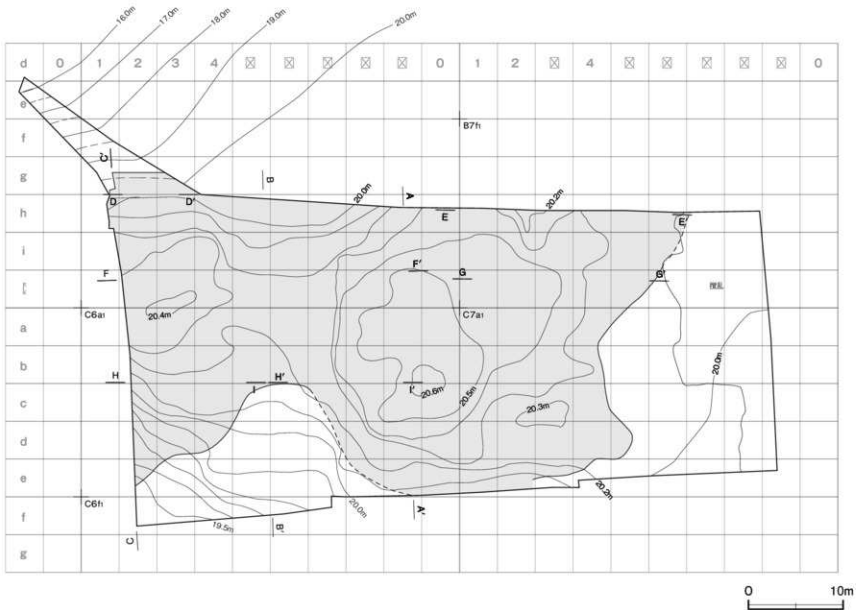 16.0m
17.0m
18.0m
19.0m
20.0m
d 0 1 2 3 4 0 1 2 4 0
e
f
B7f1
C'
g
B
A
D D'
20.0m
20.2m
h
E
E'
i
F
F'
G
G'
C6a1
20.4m
C7a1
a
b
H
I
H'
I'
20.6m
20.5m
20.0m
c
20.3m
d
e
20.2m
C6f1
20.0m
f
19.5m
C
B'
A'
g
0 10m